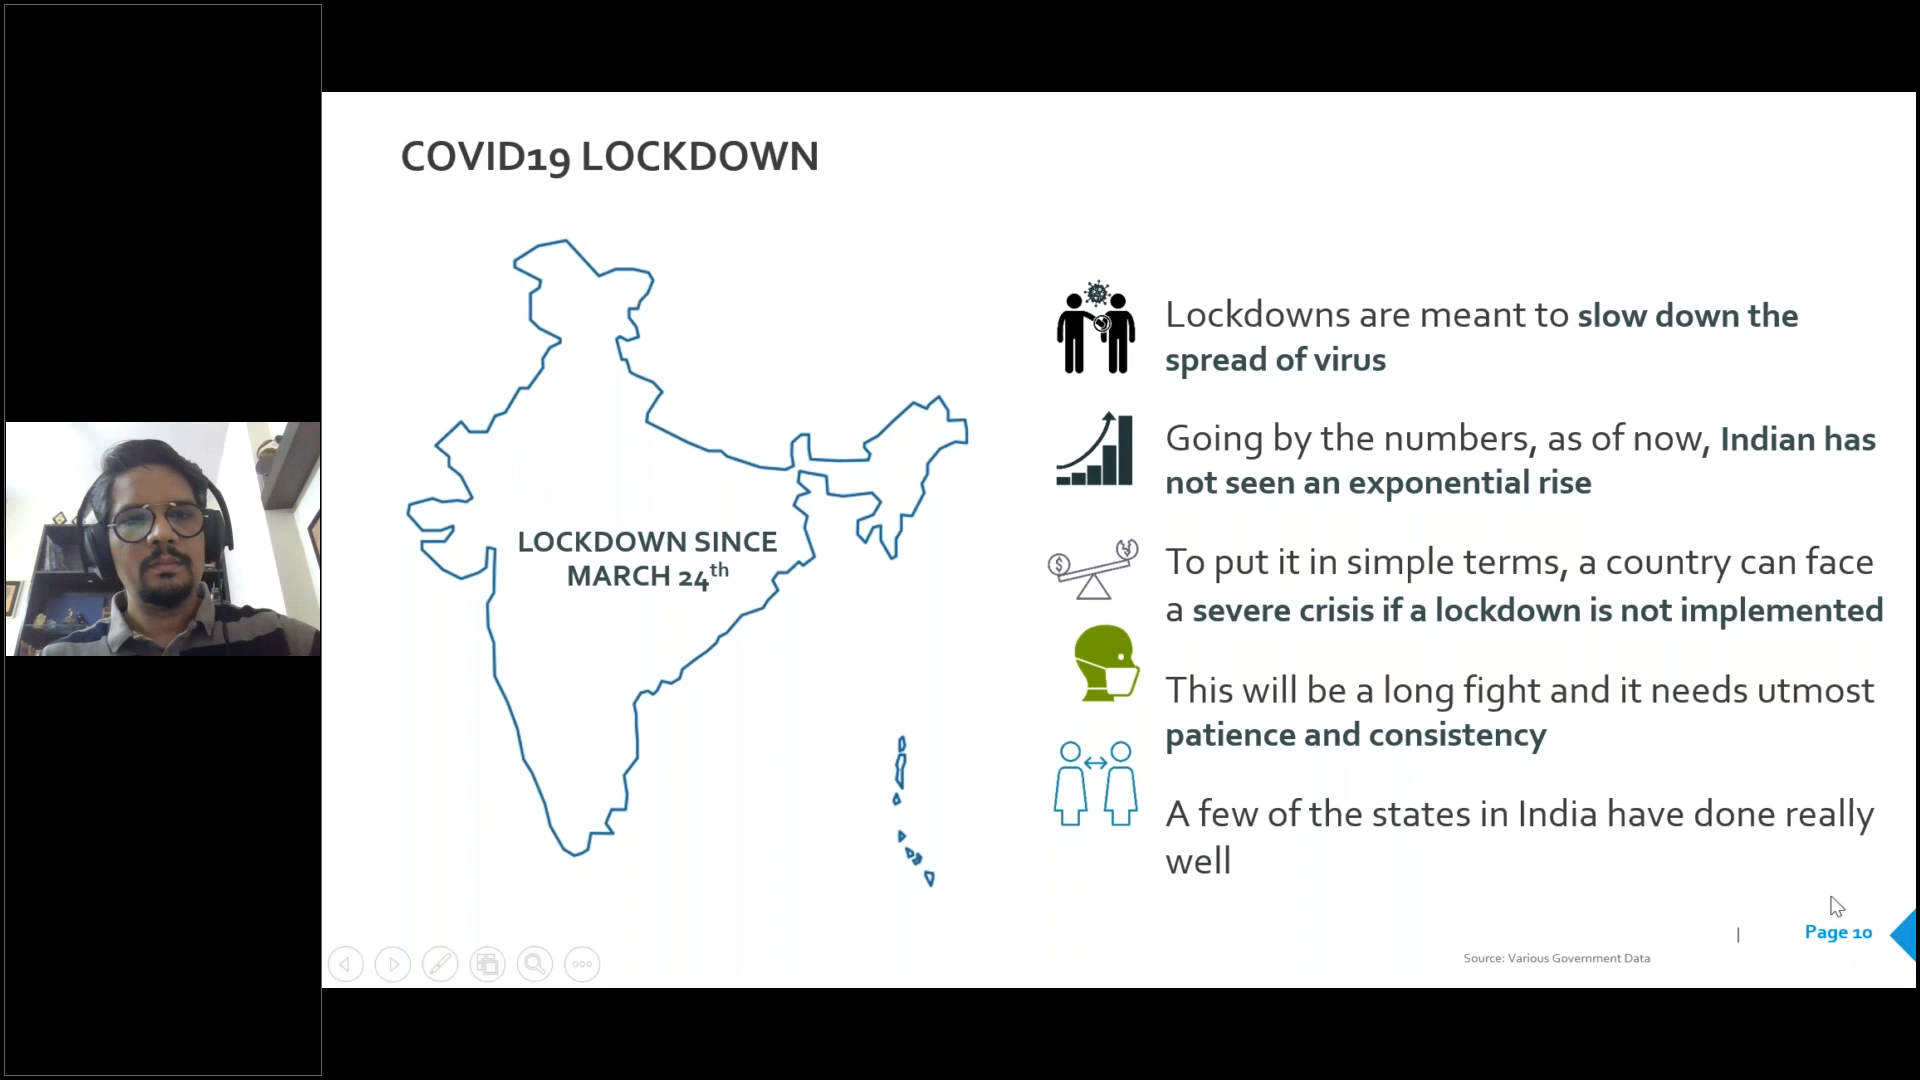 COVID19 LOCKDOWN
LOCKDOWN SINCE
MARCH 24th
Lockdowns are meant to slow down the
spread of virus
Going by the numbers, as of now, Indian has
not seen an exponential rise
To put it in simple terms, a country can face
a severe crisis if a lockdown is not implemented
This will be a long fight and it needs utmost
patience and consistency
A few of the states in India have done really
well
| Page 10
Source: Various Government Data